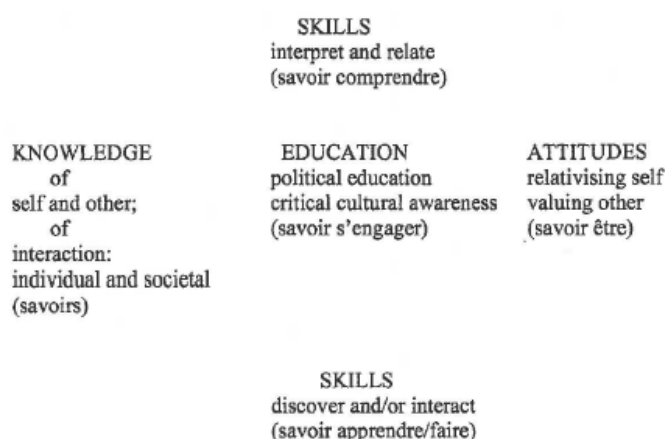 SKILLS
interpret and relate
(savoir comprendre)
KNOWLEDGE
of
self and other;
of
interaction:
individual and societal
(savoirs)
EDUCATION
political education
critical cultural awareness
(savoir s'engager)
ATTITUDES
relativising self
valuing other
(savoir être)
SKILLS
discover and/or interact
(savoir apprendre/faire)